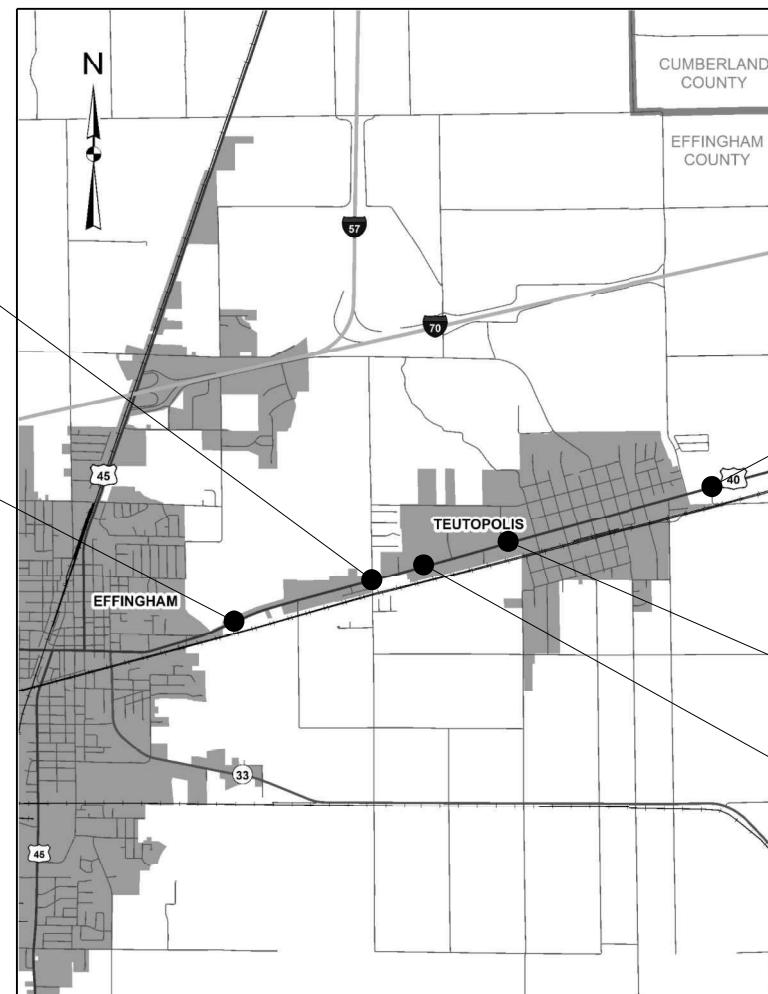 N
CUMBERLAND
COUNTY
EFFINGHAM
COUNTY
57
70
45
40
TEUTOPOLIS
EFFINGHAM
33
45